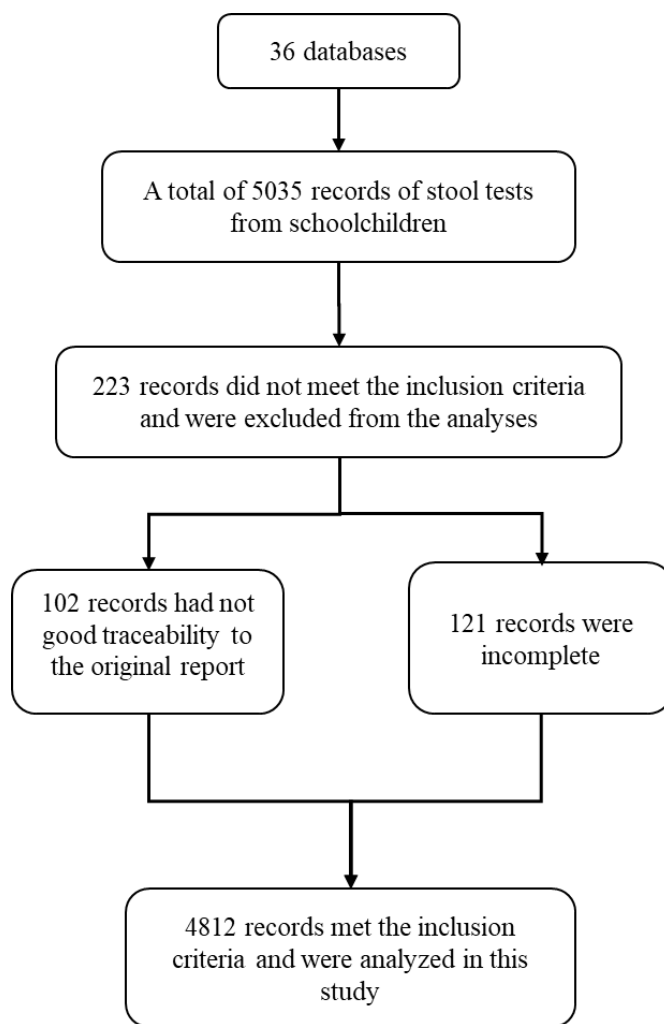 36 databases
A total of 5035 records of stool tests
from schoolchildren
223 records did not meet the inclusion criteria
and were excluded from the analyses
102 records had not
good traceability to
the original report
121 records were
incomplete
4812 records met the inclusion
criteria and were analyzed in this
study